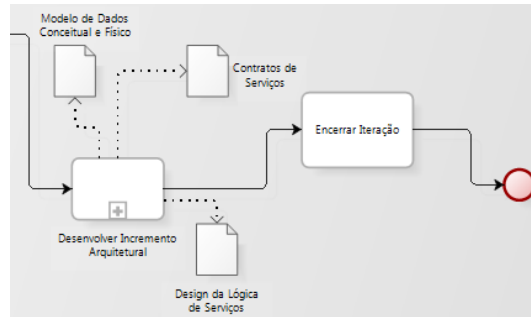 Modelo de Dados
Conceitual e Físico
Contratos de
Serviços
Encerrar Iteração
Desenvolver Incremento
Arquitetural
Design da Lógica
de Serviços